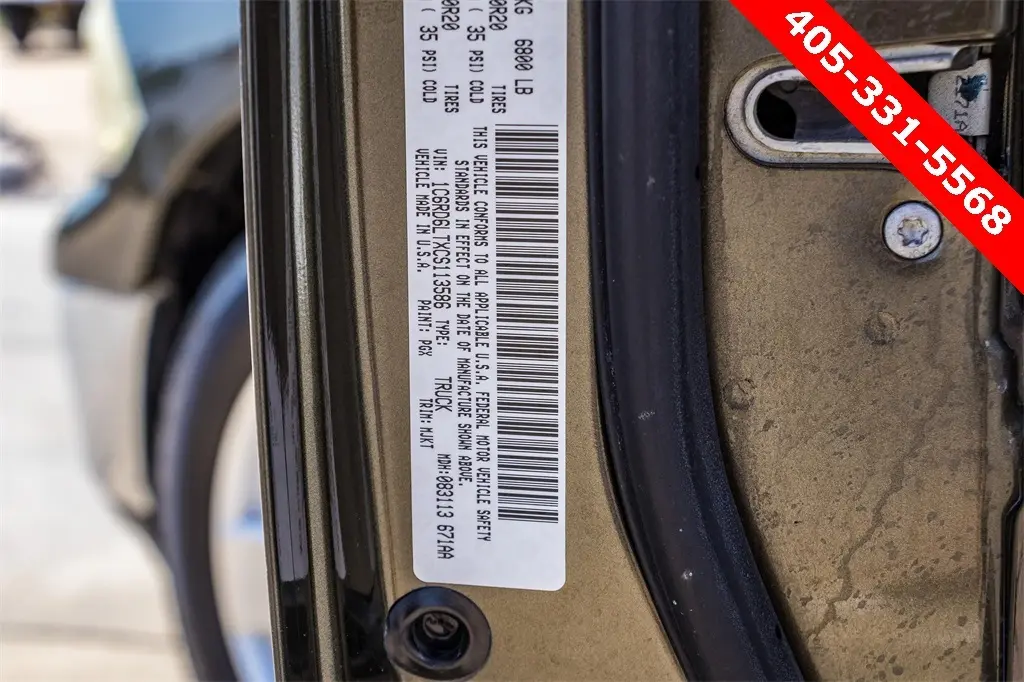 KG 6800 LB
0R20 TIRES
( 35 PSI) COLD
0R20 TIRES
( 35 PSI) COLD
THIS VEHICLE CONFORMS TO ALL APPLICABLE U.S.A. FEDERAL MOTOR VEHICLE SAFETY
STANDARDS IN EFFECT ON THE DATE OF MANUFACTURE SHOWN ABOVE.
VIN: 1C6RD6LTXCS113586 TYPE: TRUCK MDH:083113 671AA
VEHICLE MADE IN U.S.A. PAINT: PGX TRIM:MJKT
405-331-5568